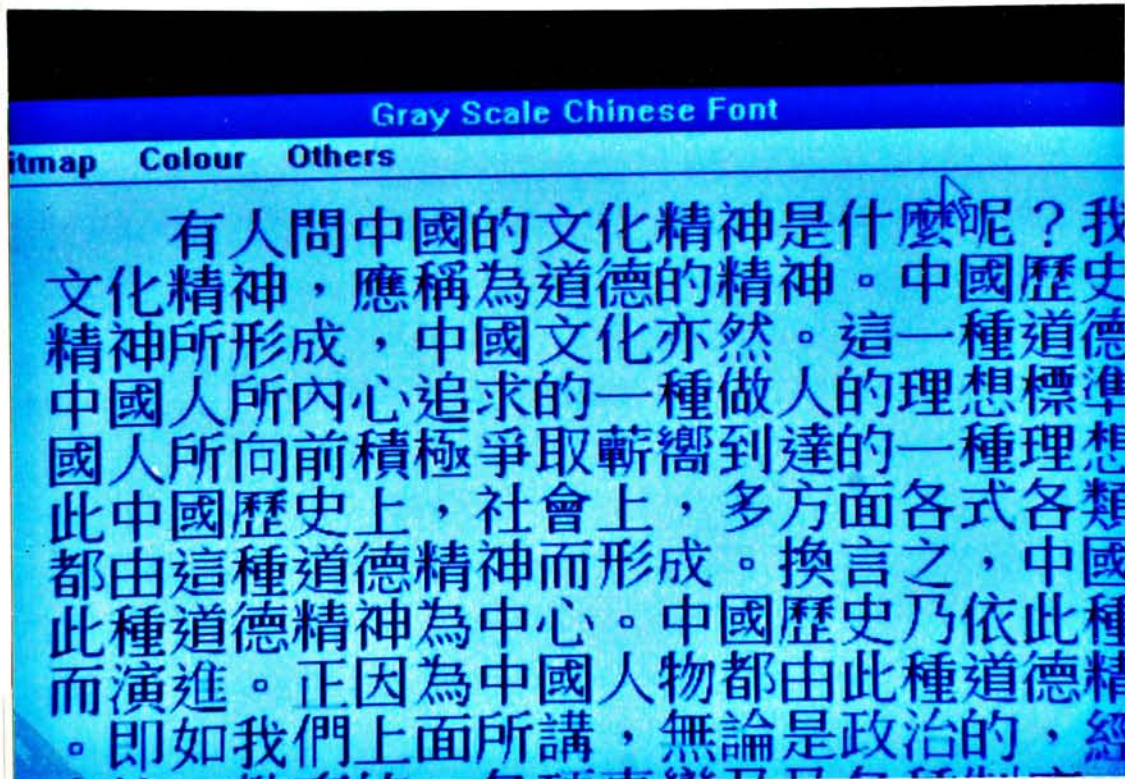 Gray Scale Chinese Font
itmap Colour Others
有人問中國的文化精神是什麼呢？我
文化精神，應稱為道德的精神。中國歷史
精神所形成，中國文化亦然。這一種道德
中國人所內心追求的一種做人的理想標準
國人所向前積極爭取蘄嚮到達的一種理想
此中國歷史上，社會上，多方面各式各類
都由這種道德精神而形成。換言之，中國
此種道德精神為中心。中國歷史乃依此種
而演進。正因為中國人物都由此種道德精
。即如我們上面所講，無論是政治的，經